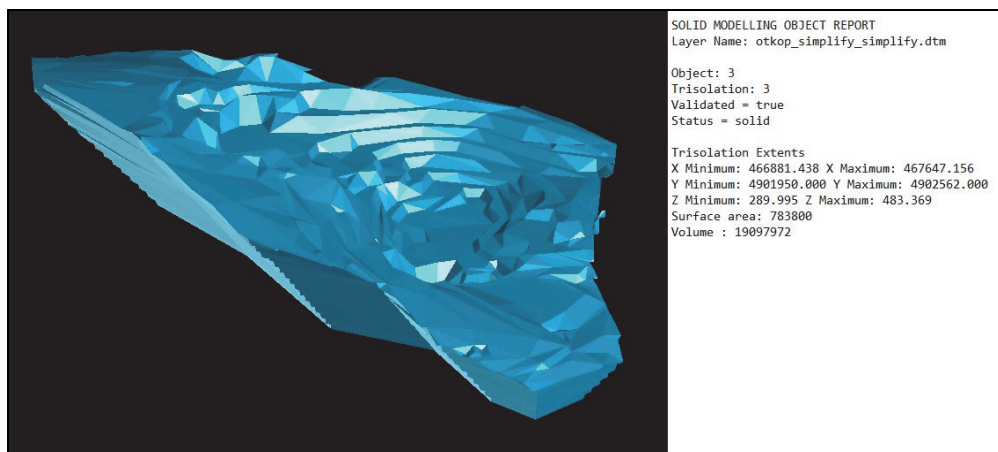 SOLID MODELLING OBJECT REPORT
Layer Name: otkop_simplify_simplify.dtm
Object: 3
Trisolation: 3
Validated = true
Status = solid
Trisolation Extents
X Minimum: 466881.438 X Maximum: 467647.156
Y Minimum: 4901950.000 Y Maximum: 4902562.000
Z Minimum: 289.995 Z Maximum: 483.369
Surface area: 783800
Volume : 19097972